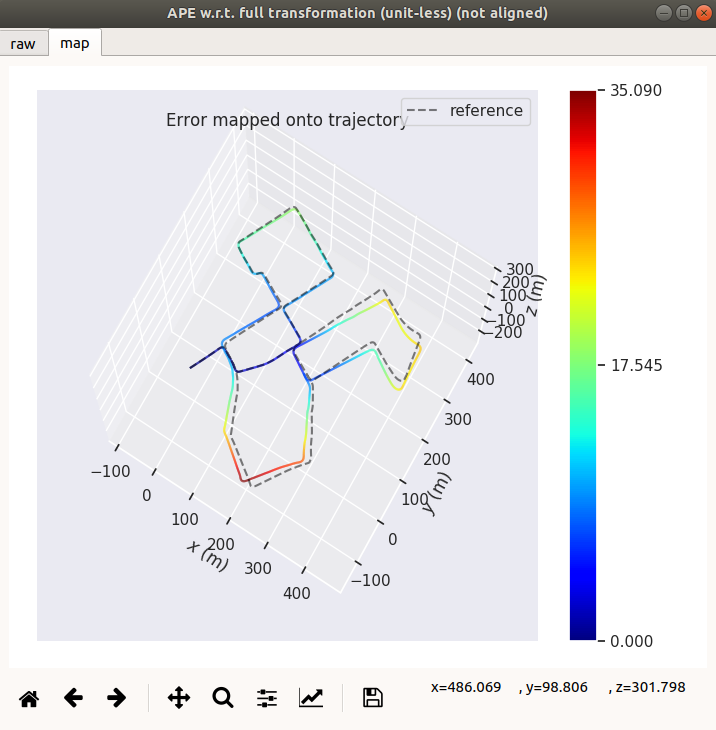 APE w.r.t. full transformation (unit-less) (not aligned)
raw map
Error mapped onto trajectory
reference
35.090
17.545
0.000
300
200
100
0
−100
−200
z (m)
400
300
200
100
0
−100
y (m)
−100
0
100
200
300
400
x (m)
x=486.069 , y=98.806 , z=301.798